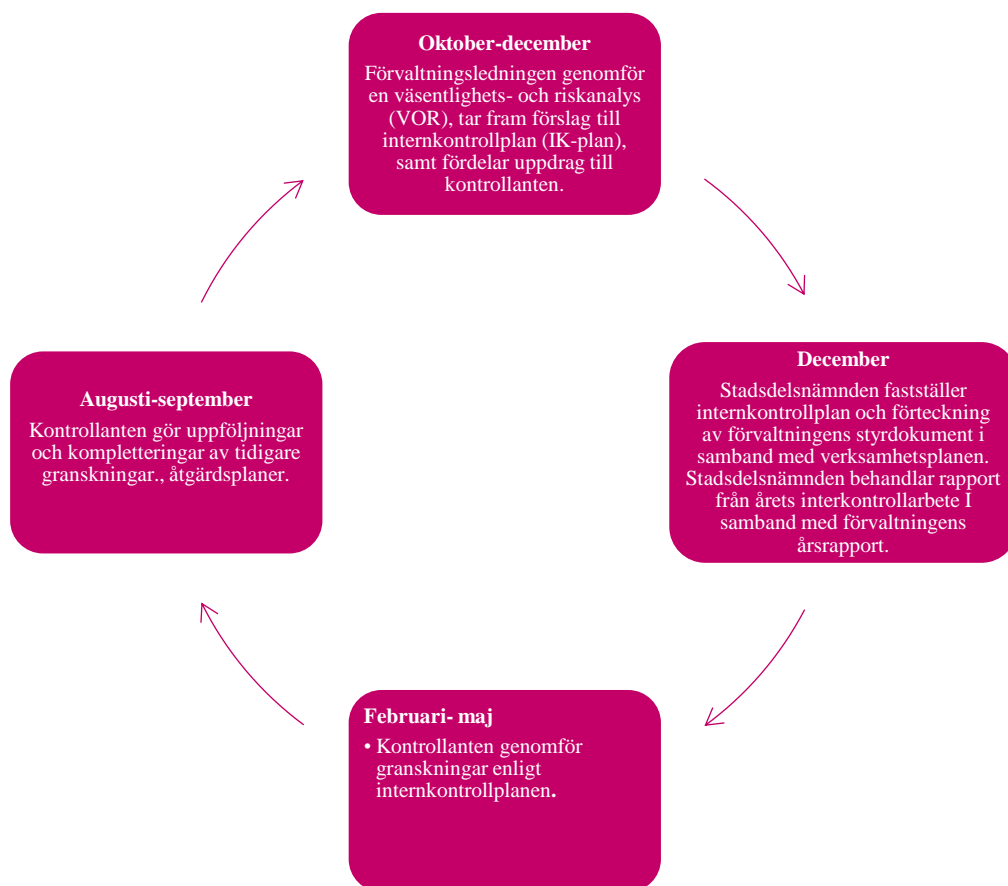 Oktober-december
Förvaltningsledningen genomför
en väsentlighets- och riskanalys
(VOR), tar fram förslag till
internkontrollplan (IK-plan),
samt fördelar uppdrag till
kontrollanten.
December
Stadsdelsnämnden fastställer
internkontrollplan och förteckning
av förvaltningens styrdokument i
samband med verksamhetsplanen.
Stadsdelsnämnden behandlar rapport
från årets interkontrollarbete I
samband med förvaltningens
årsrapport.
Februari- maj
• Kontrollanten genomför
granskningar enligt
internkontrollplanen.
Augusti-september
Kontrollanten gör uppföljningar
och kompletteringar av tidigare
granskningar., åtgärdsplaner.